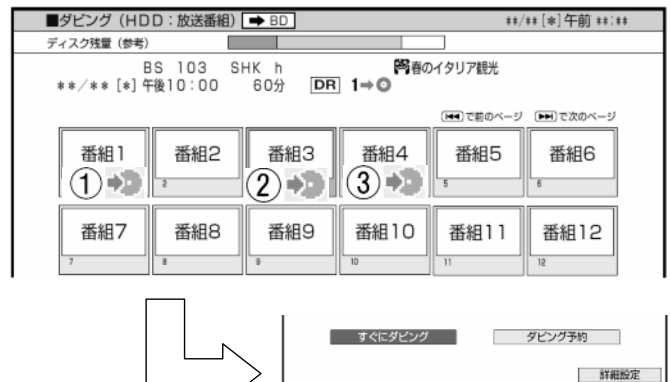 ■ダビング（HDD：放送番組）➡ BD　**/** [*] 午前 **:**
ディスク残量（参考）
BS 103　SHK h　春のイタリア観光
**/** [*] 午後10：00　60分　DR　1➡
⏮で前のページ　⏭で次のページ
番組1　番組2　番組3　番組4　番組5　番組6
①　2　②　③　5　6
番組7　番組8　番組9　番組10　番組11　番組12
7　8　9　10　11　12
すぐにダビング　ダビング予約
詳細設定